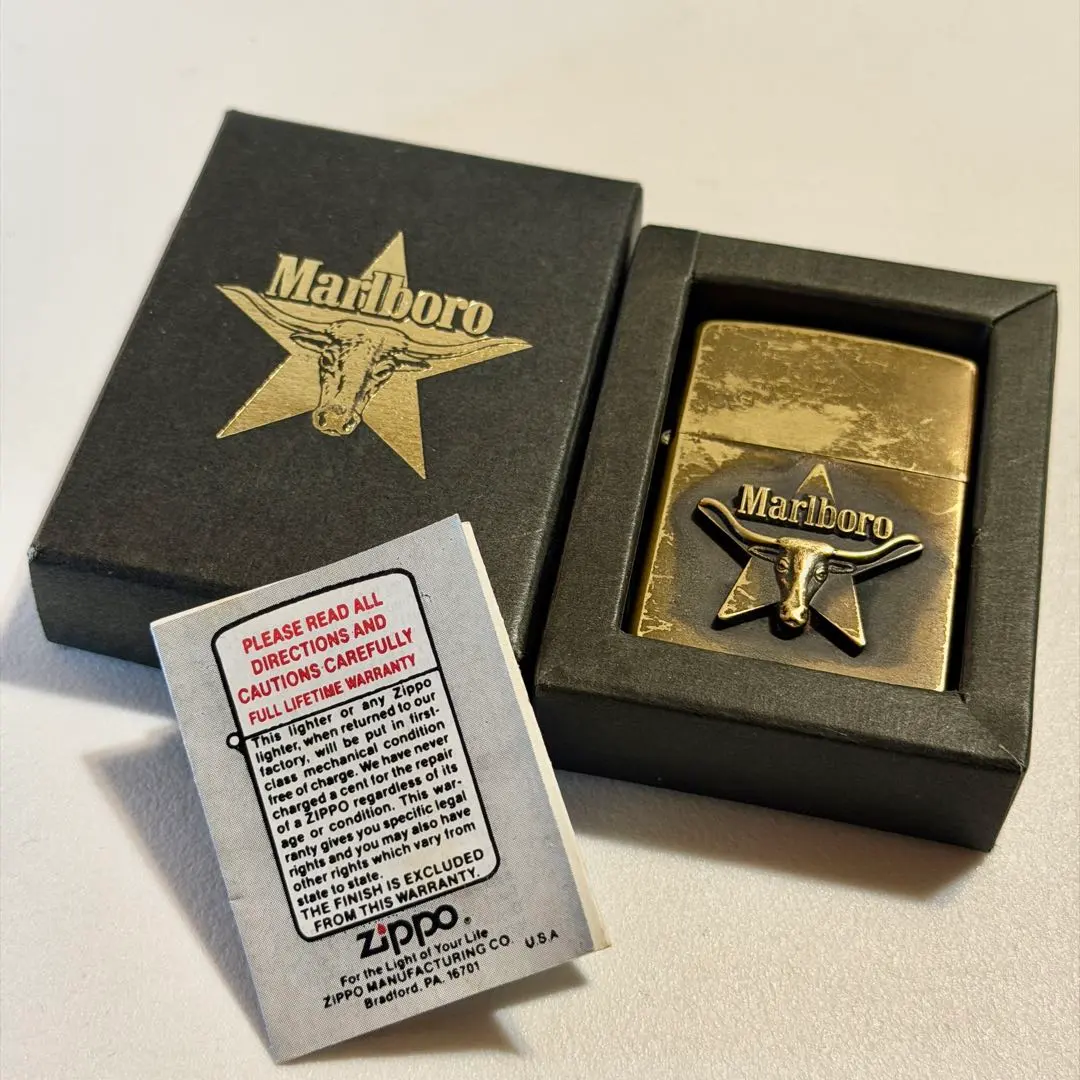 Marlboro
Marlboro
PLEASE READ ALL
DIRECTIONS AND
CAUTIONS CAREFULLY
FULL LIFETIME WARRANTY
This lighter or any Zippo
lighter, when returned to our
factory, will be put in first-
class mechanical condition
free of charge. We have never
charged a cent for the repair
of a ZIPPO regardless of its
age or condition. This war-
ranty gives you specific legal
rights and you may also have
other rights which vary from
state to state.
THE FINISH IS EXCLUDED
FROM THIS WARRANTY.
zippo®
For the Light of Your Life
ZIPPO MANUFACTURING CO. U.S.A
Bradford, PA. 16701